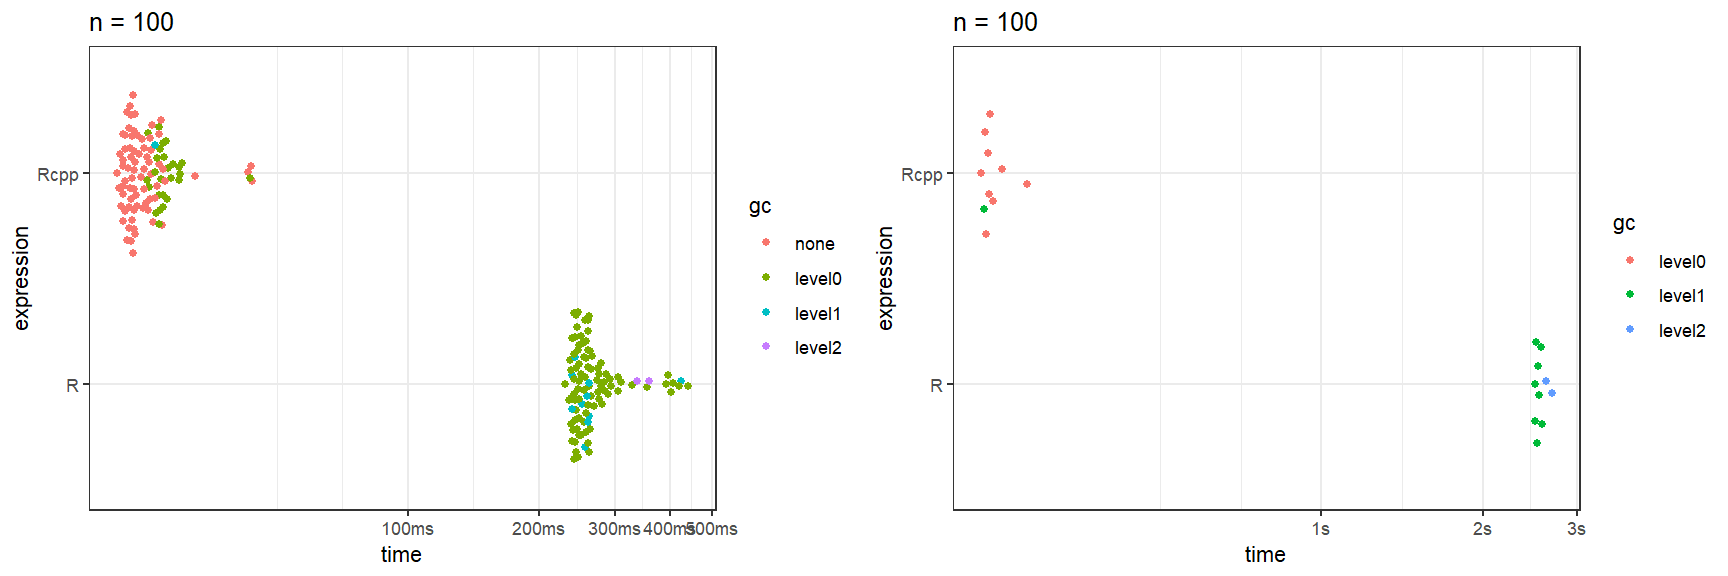 n = 100
Rcpp
R
expression
100ms
200ms
300ms
400ms
500ms
time
gc
none
level0
level1
level2
n = 100
Rcpp
R
expression
1s
2s
3s
time
gc
level0
level1
level2